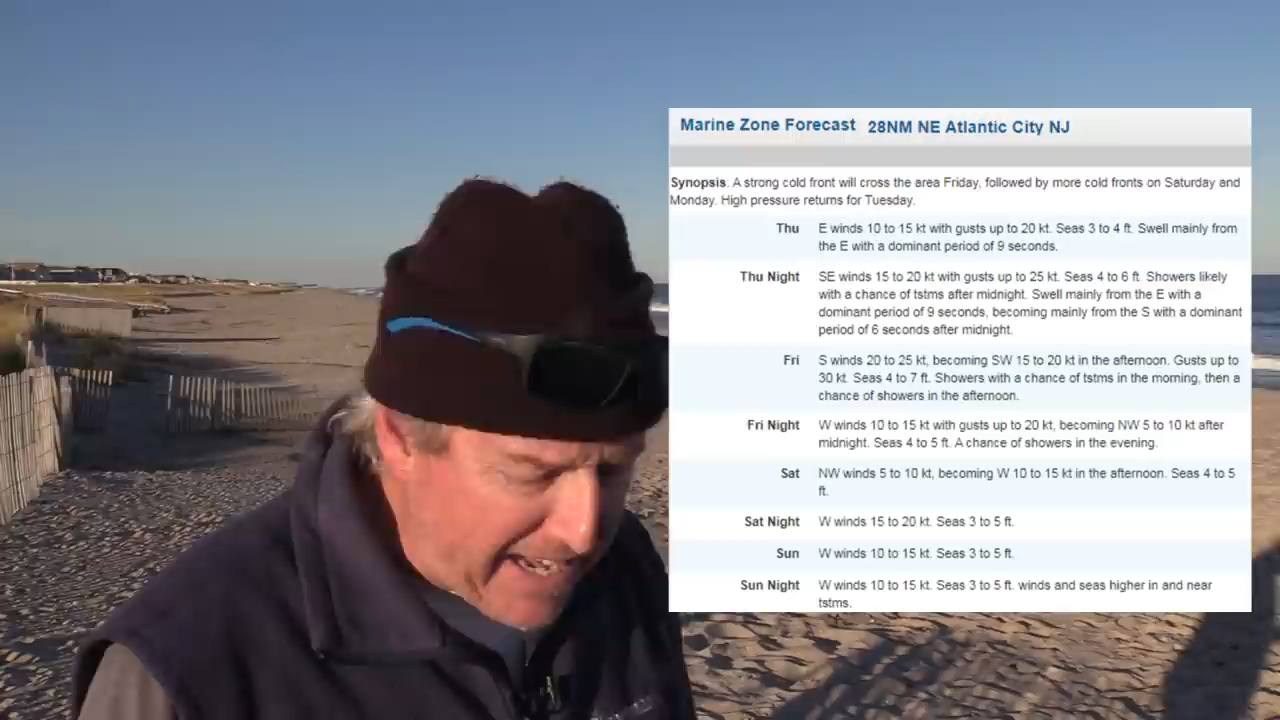 Marine Zone Forecast 28NM NE Atlantic City NJ
Synopsis. A strong cold front will cross the area Friday, followed by more cold fronts on Saturday and
Monday. High pressure returns for Tuesday.
Thu E winds 10 to 15 kt with gusts up to 20 kt. Seas 3 to 4 ft. Swell mainly from
the E with a dominant period of 9 seconds.
Thu Night SE winds 15 to 20 kt with gusts up to 25 kt. Seas 4 to 6 ft. Showers likely
with a chance of tstms after midnight. Swell mainly from the E with a
dominant period of 9 seconds, becoming mainly from the S with a dominant
period of 6 seconds after midnight.
Fri S winds 20 to 25 kt, becoming SW 15 to 20 kt in the afternoon. Gusts up to
30 kt. Seas 4 to 7 ft. Showers with a chance of tstms in the morning, then a
chance of showers in the afternoon.
Fri Night W winds 10 to 15 kt with gusts up to 20 kt, becoming NW 5 to 10 kt after
midnight. Seas 4 to 5 ft. A chance of showers in the evening.
Sat NW winds 5 to 10 kt, becoming W 10 to 15 kt in the afternoon. Seas 4 to 5
ft.
Sat Night W winds 15 to 20 kt. Seas 3 to 5 ft.
Sun W winds 10 to 15 kt. Seas 3 to 5 ft.
Sun Night W winds 10 to 15 kt. Seas 3 to 5 ft. winds and seas higher in and near
tstms.